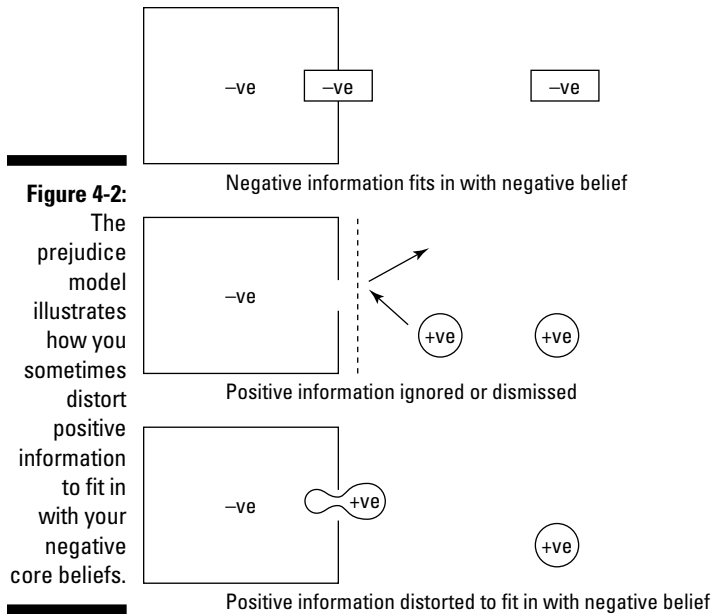 –ve –ve –ve
Negative information fits in with negative belief
Figure 4-2:
The
prejudice
model
illustrates
how you
sometimes
distort
positive
information
to fit in
with your
negative
core beliefs.
–ve
+ve +ve
Positive information ignored or dismissed
–ve +ve
+ve
Positive information distorted to fit in with negative belief